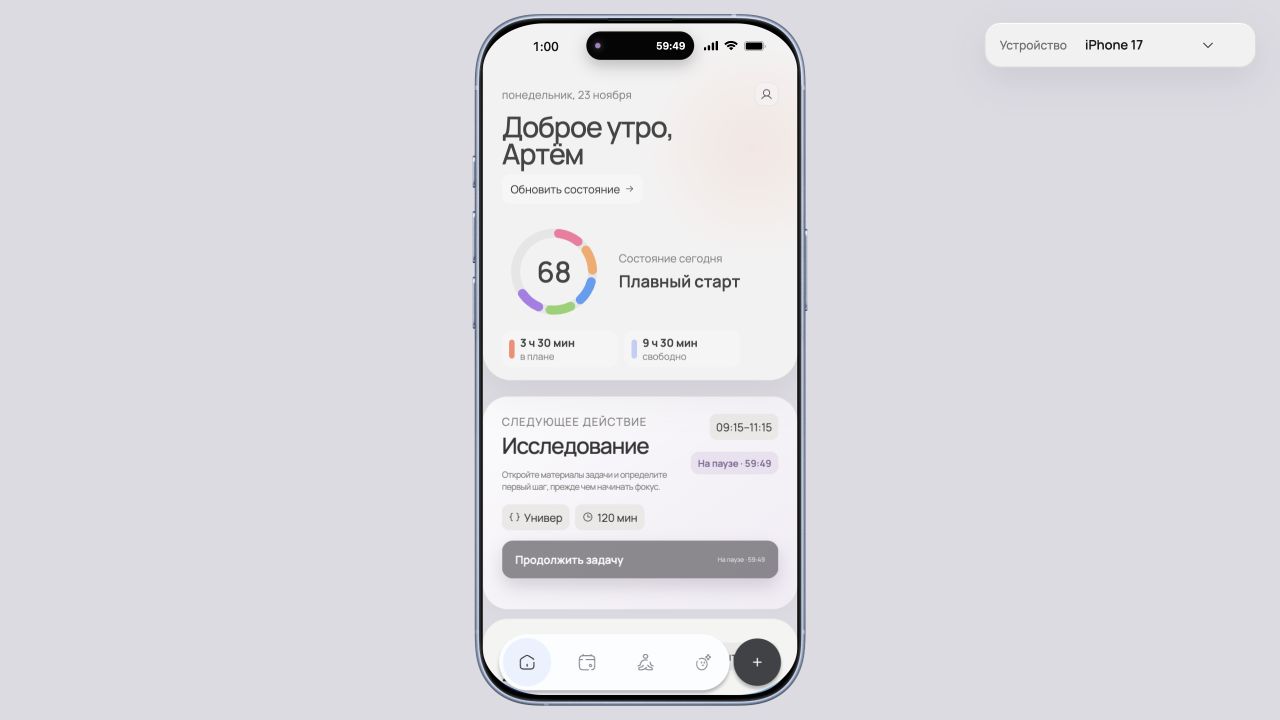 Устройство iPhone 17
1:00 59:49
понедельник, 23 ноября
Доброе утро,
Артём
Обновить состояние →
68
Состояние сегодня
Плавный старт
3 ч 30 мин
в плане
9 ч 30 мин
свободно
СЛЕДУЮЩЕЕ ДЕЙСТВИЕ
09:15–11:15
Исследование
На паузе · 59:49
Откройте материалы задачи и определите
первый шаг, прежде чем начинать фокус.
{ } Универ
120 мин
Продолжить задачу
На паузе · 59:49
+